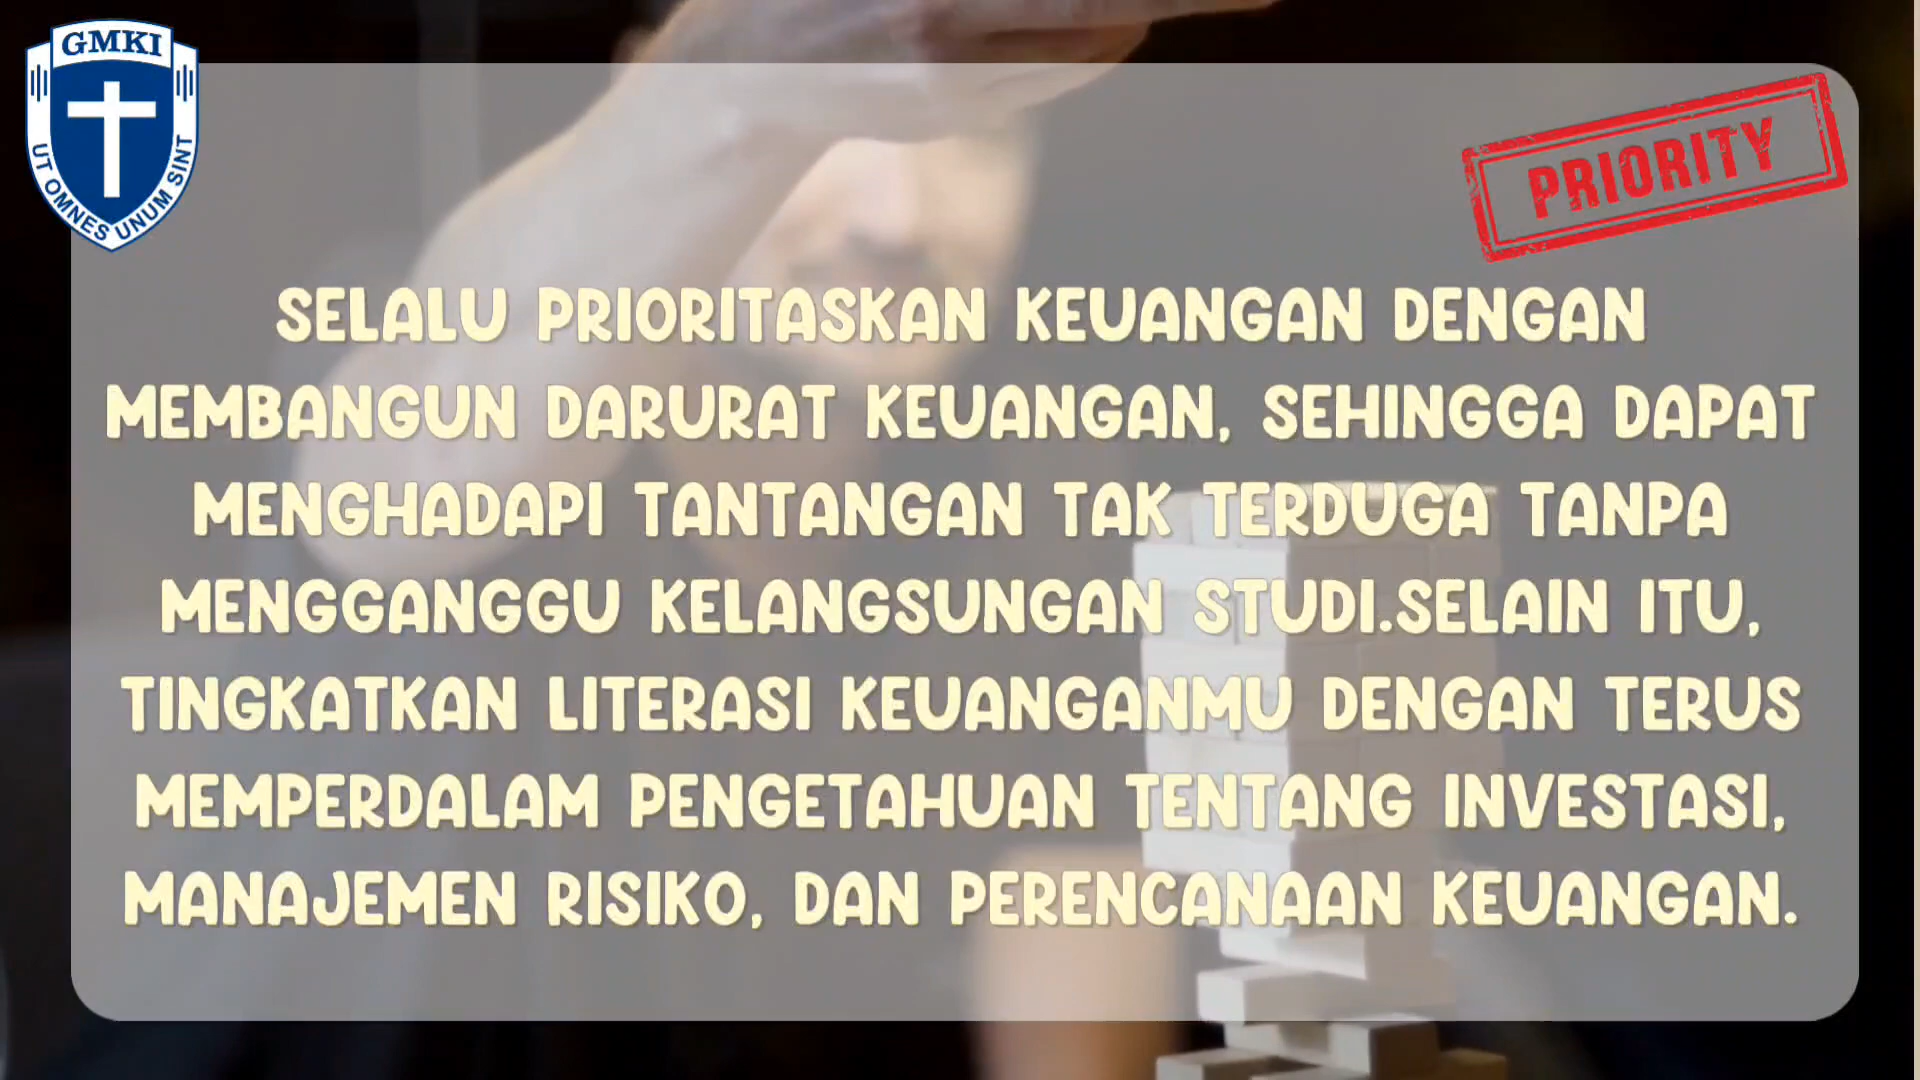 GMKI
UT OMNES UNUM SINT
PRIORITY
SELALU PRIORITASKAN KEUANGAN DENGAN
MEMBANGUN DARURAT KEUANGAN, SEHINGGA DAPAT
MENGHADAPI TANTANGAN TAK TERDUGA TANPA
MENGGANGGU KELANGSUNGAN STUDI.SELAIN ITU,
TINGKATKAN LITERASI KEUANGANMU DENGAN TERUS
MEMPERDALAM PENGETAHUAN TENTANG INVESTASI,
MANAJEMEN RISIKO, DAN PERENCANAAN KEUANGAN.